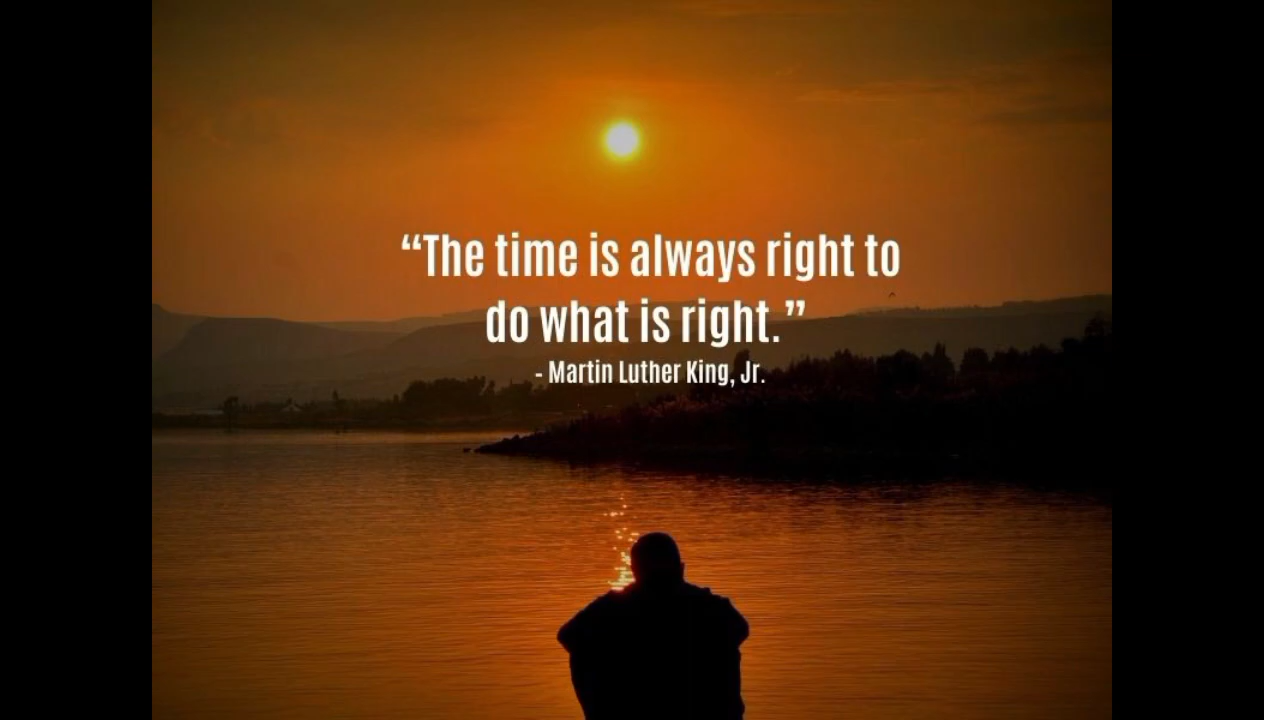 “The time is always right to
do what is right.”
- Martin Luther King, Jr.